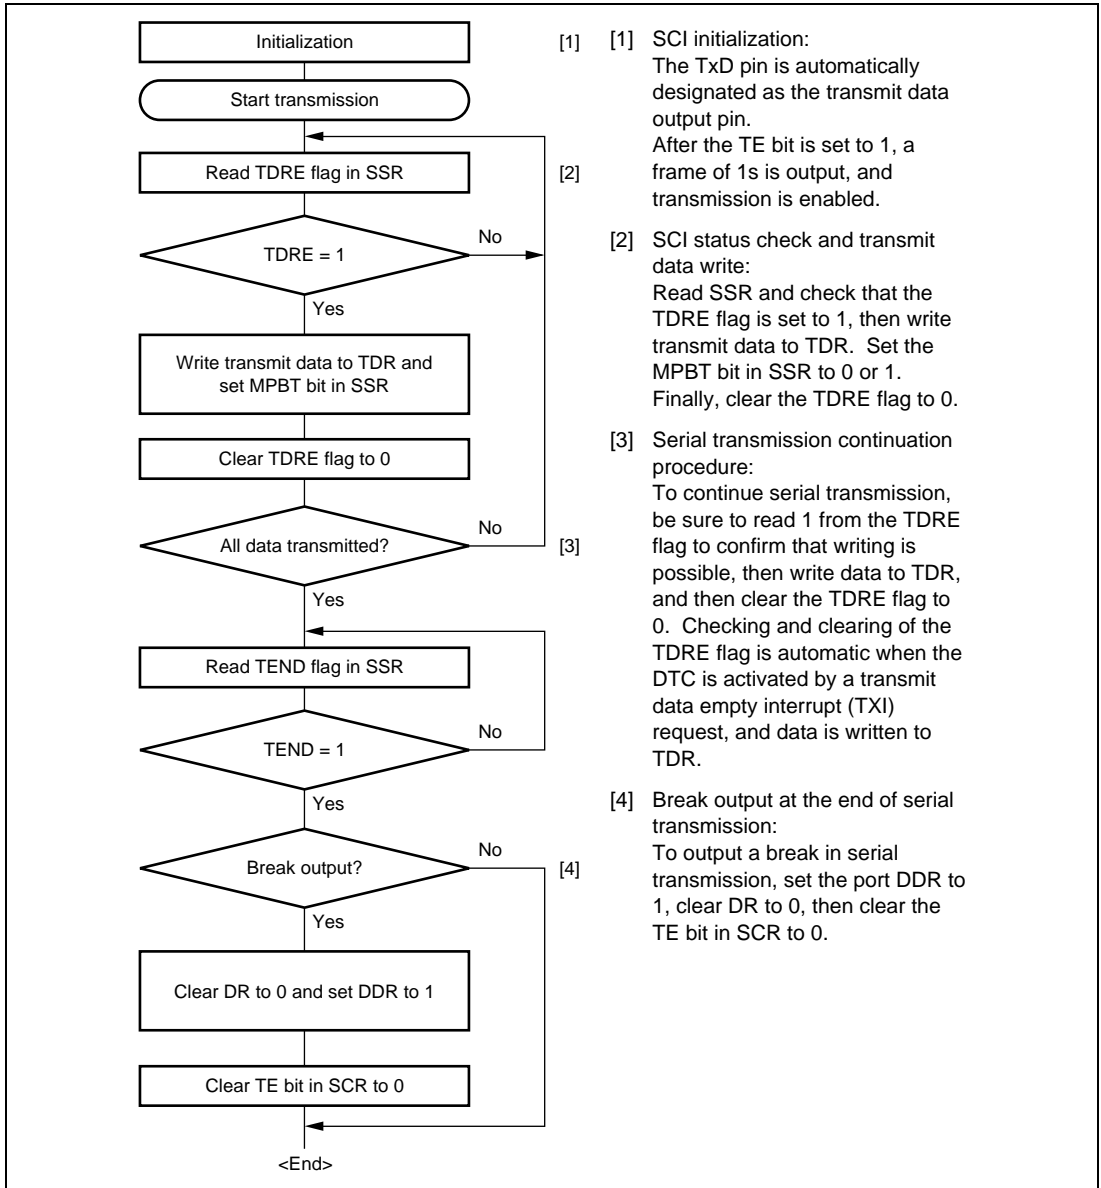 Initialization
[1]
Start transmission
Read TDRE flag in SSR
[2]
TDRE = 1
No
Yes
Write transmit data to TDR and
set MPBT bit in SSR
Clear TDRE flag to 0
All data transmitted?
No
[3]
Yes
Read TEND flag in SSR
TEND = 1
No
Yes
Break output?
No
[4]
Yes
Clear DR to 0 and set DDR to 1
Clear TE bit in SCR to 0
<End>
[1] SCI initialization:
The TxD pin is automatically
designated as the transmit data
output pin.
After the TE bit is set to 1, a
frame of 1s is output, and
transmission is enabled.
[2] SCI status check and transmit
data write:
Read SSR and check that the
TDRE flag is set to 1, then write
transmit data to TDR. Set the
MPBT bit in SSR to 0 or 1.
Finally, clear the TDRE flag to 0.
[3] Serial transmission continuation
procedure:
To continue serial transmission,
be sure to read 1 from the TDRE
flag to confirm that writing is
possible, then write data to TDR,
and then clear the TDRE flag to
0. Checking and clearing of the
TDRE flag is automatic when the
DTC is activated by a transmit
data empty interrupt (TXI)
request, and data is written to
TDR.
[4] Break output at the end of serial
transmission:
To output a break in serial
transmission, set the port DDR to
1, clear DR to 0, then clear the
TE bit in SCR to 0.